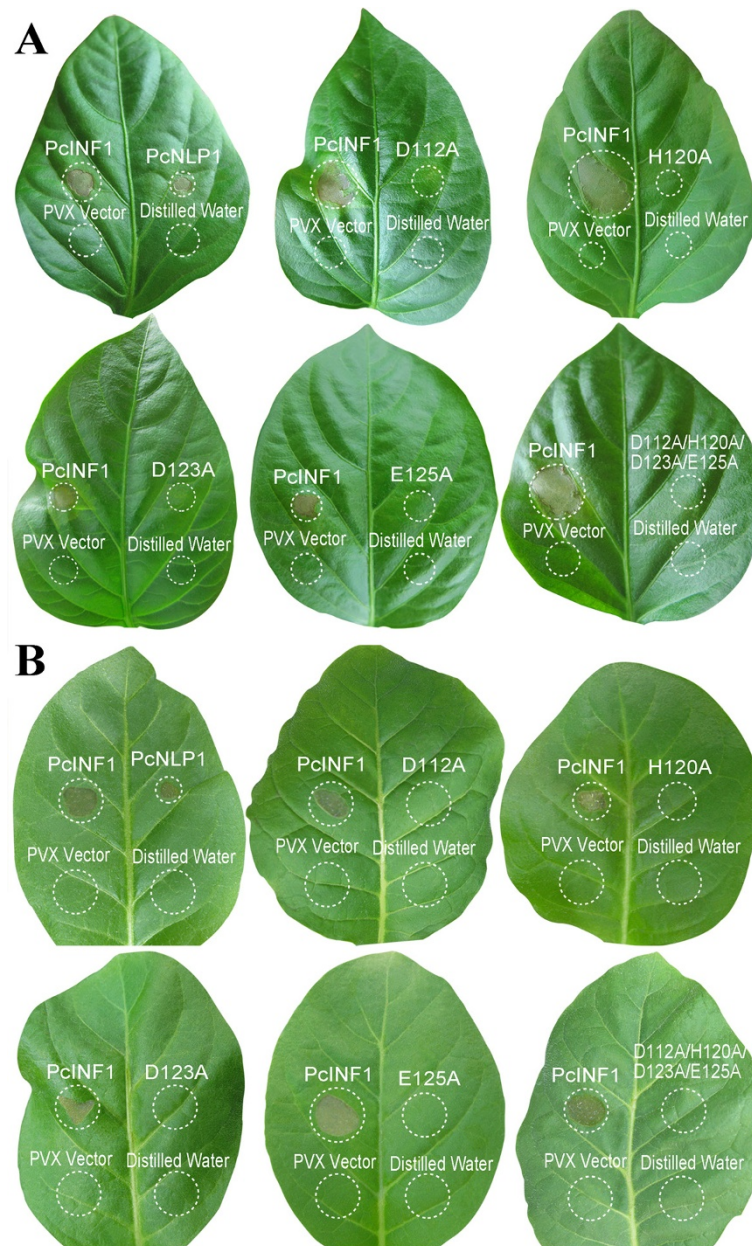 A
PcINF1 PcNLP1
PVX Vector Distilled Water
PcINF1 D112A
PVX Vector Distilled Water
PcINF1 H120A
PVX Vector Distilled Water
PcINF1 D123A
PVX Vector Distilled Water
PcINF1 E125A
PVX Vector Distilled Water
PcINF1 D112A/H120A/
D123A/E125A
PVX Vector Distilled Water
B
PcINF1 PcNLP1
PVX Vector Distilled Water
PcINF1 D112A
PVX Vector Distilled Water
PcINF1 H120A
PVX Vector Distilled Water
PcINF1 D123A
PVX Vector Distilled Water
PcINF1 E125A
PVX Vector Distilled Water
PcINF1 D112A/H120A/
D123A/E125A
PVX Vector Distilled Water